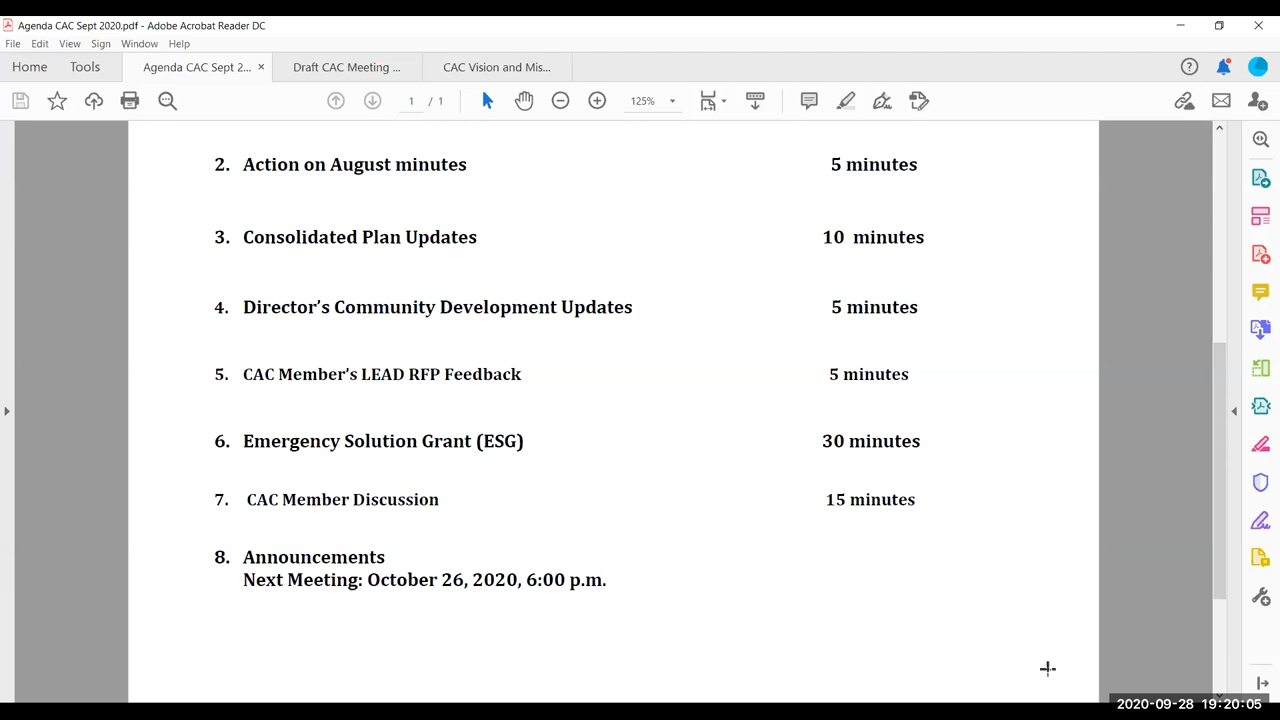 Agenda CAC Sept 2020.pdf - Adobe Acrobat Reader DC
File Edit View Sign Window Help
Home Tools Agenda CAC Sept 2... × Draft CAC Meeting ... CAC Vision and Mis...
1 / 1 125%
2. Action on August minutes 5 minutes
3. Consolidated Plan Updates 10 minutes
4. Director’s Community Development Updates 5 minutes
5. CAC Member’s LEAD RFP Feedback 5 minutes
6. Emergency Solution Grant (ESG) 30 minutes
7. CAC Member Discussion 15 minutes
8. Announcements
Next Meeting: October 26, 2020, 6:00 p.m.
2020-09-28 19:20:05